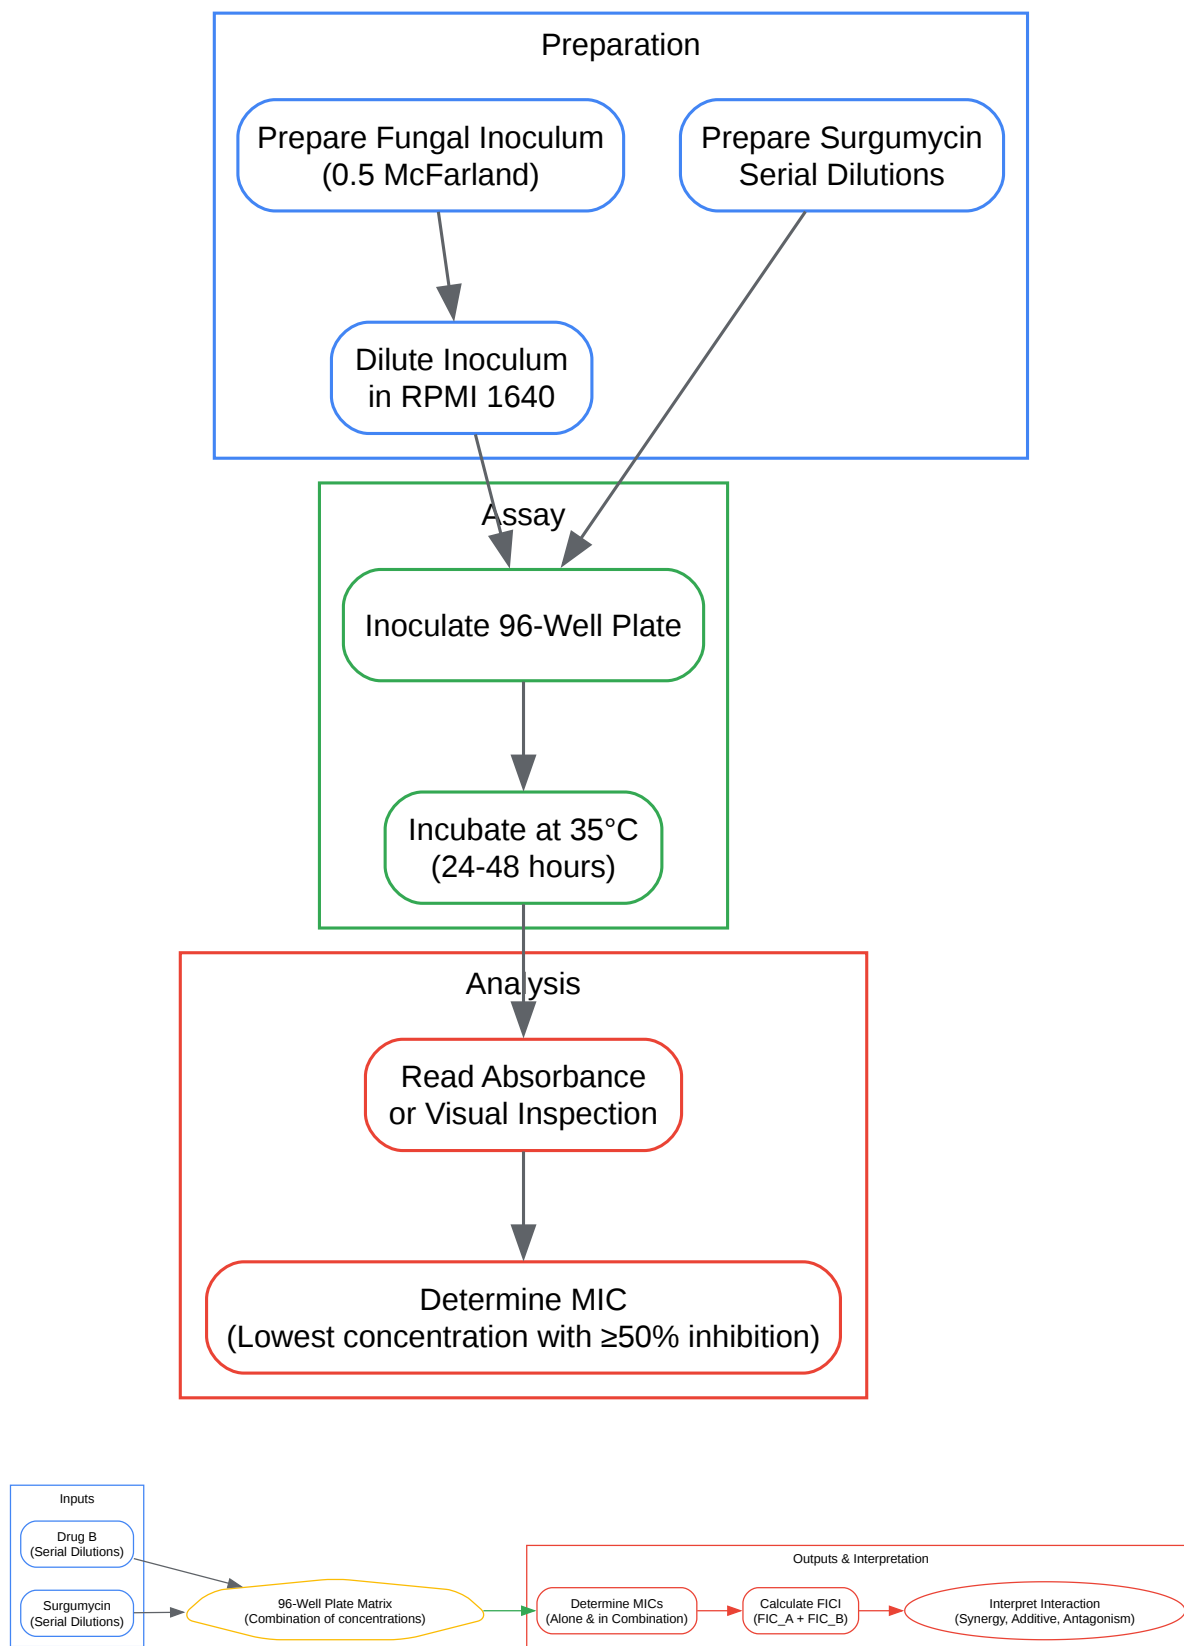 Preparation
Prepare Fungal Inoculum
(0.5 McFarland)
Prepare Surgumycin
Serial Dilutions
Dilute Inoculum
in RPMI 1640
Assay
Inoculate 96-Well Plate
Incubate at 35°C
(24-48 hours)
Analysis
Read Absorbance
or Visual Inspection
Determine MIC
(Lowest concentration with ≥50% inhibition)
Inputs
Drug B
(Serial Dilutions)
Surgumycin
(Serial Dilutions)
96-Well Plate Matrix
(Combination of concentrations)
Outputs & Interpretation
Determine MICs
(Alone & in Combination)
Calculate FICI
(FIC_A + FIC_B)
Interpret Interaction
(Synergy, Additive, Antagonism)